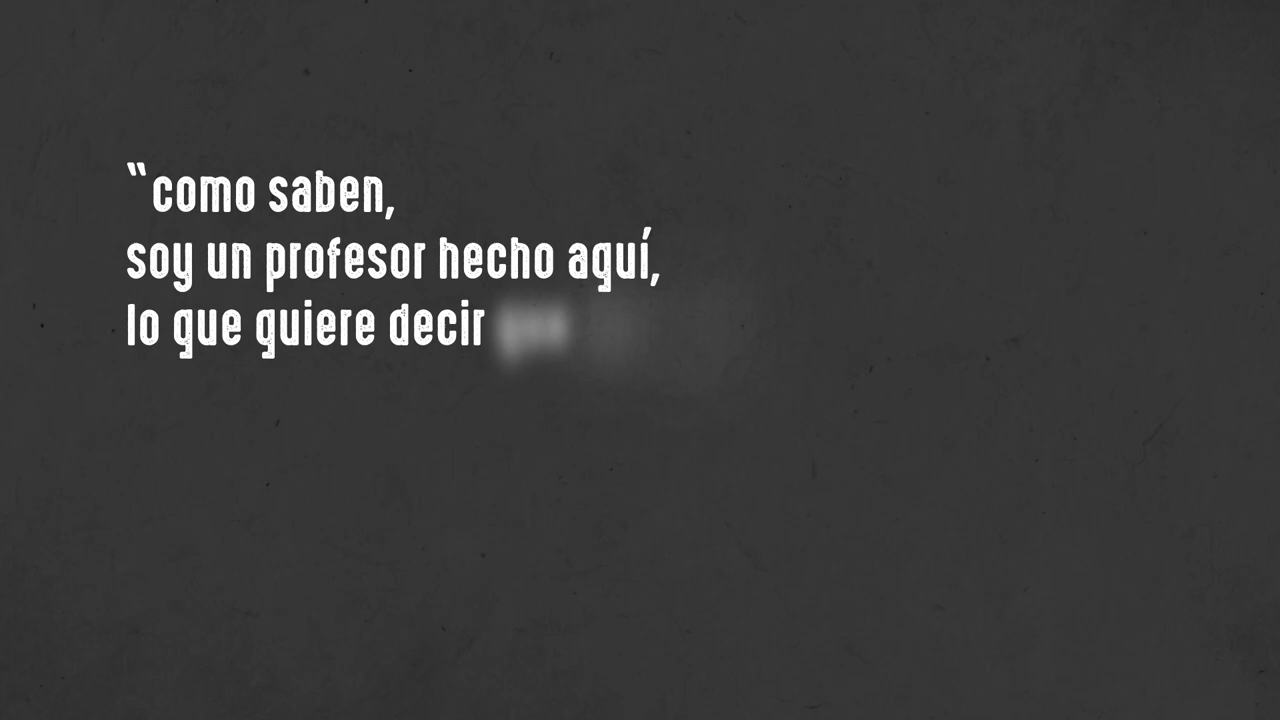 “como saben,
soy un profesor hecho aquí,
lo que quiere decir